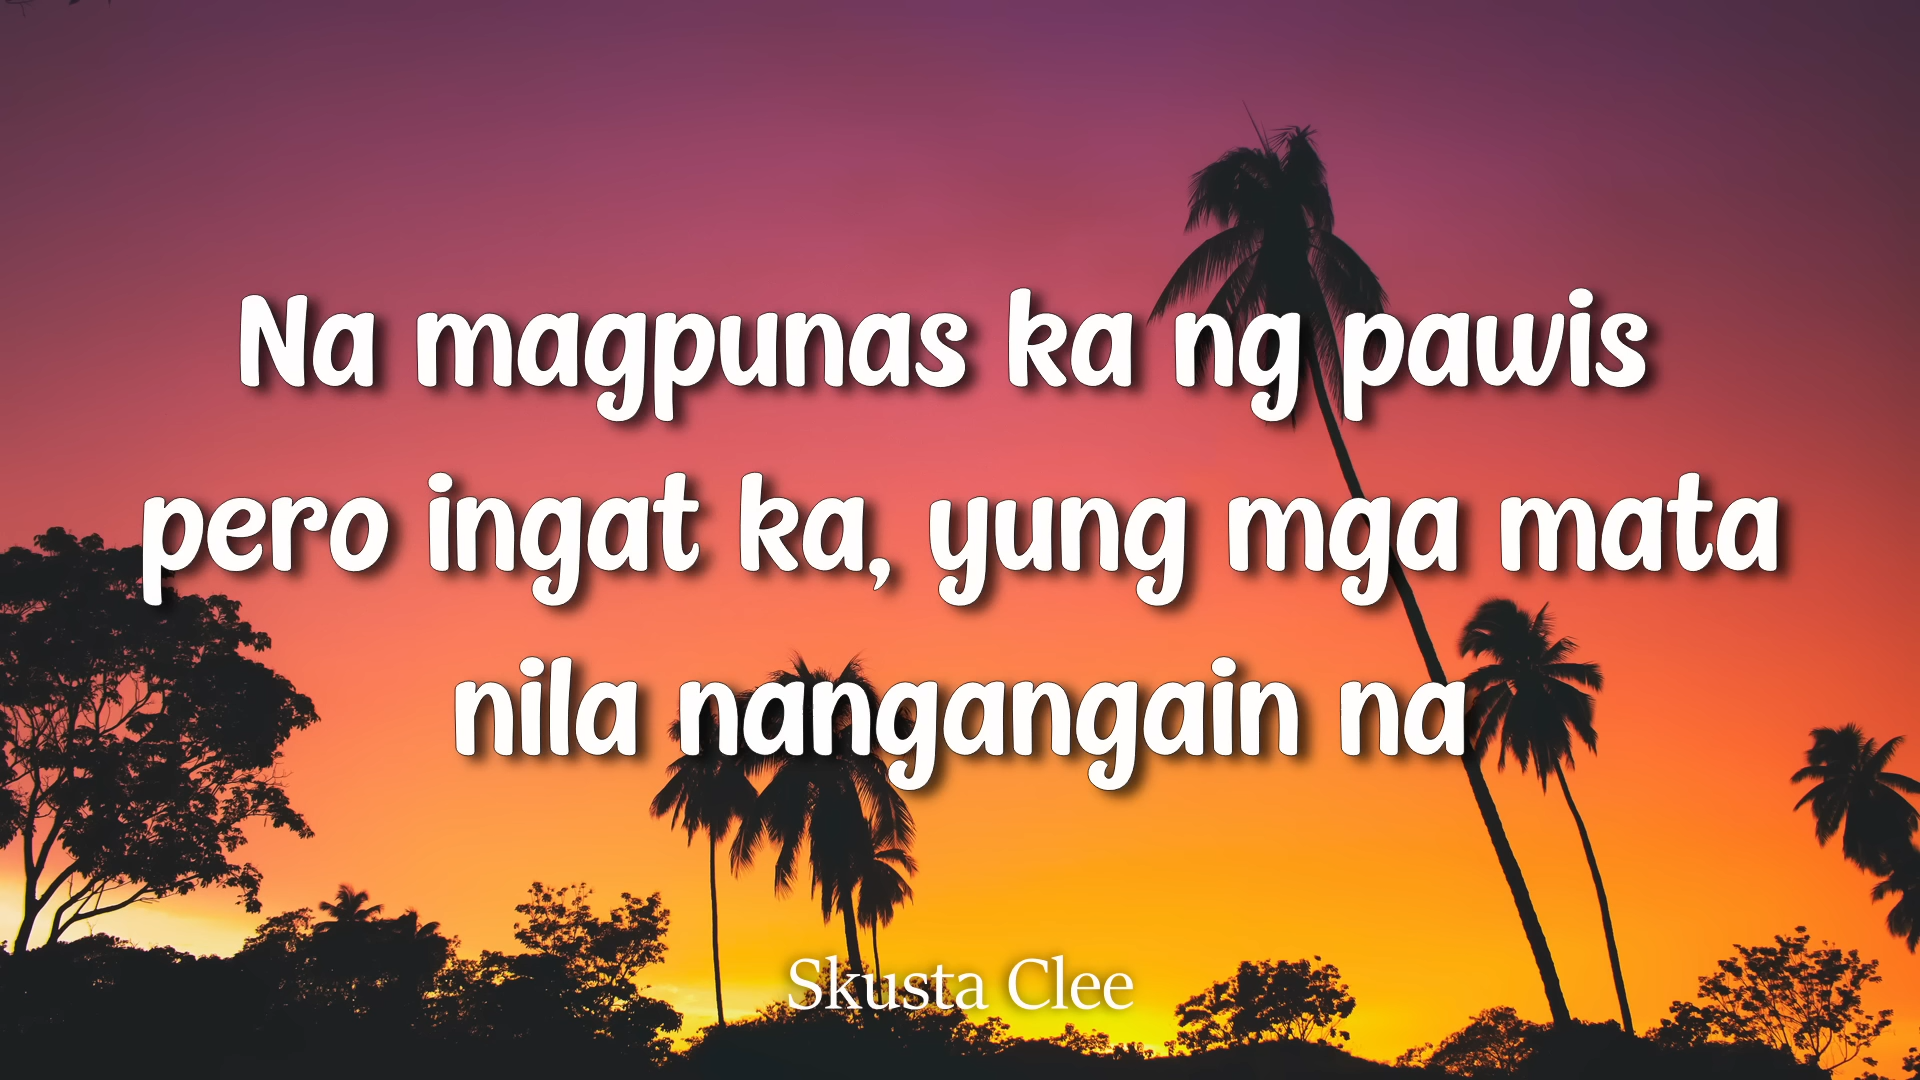 Na magpunas ka ng pawis
pero ingat ka, yung mga mata
nila nangangain na
Skusta Clee